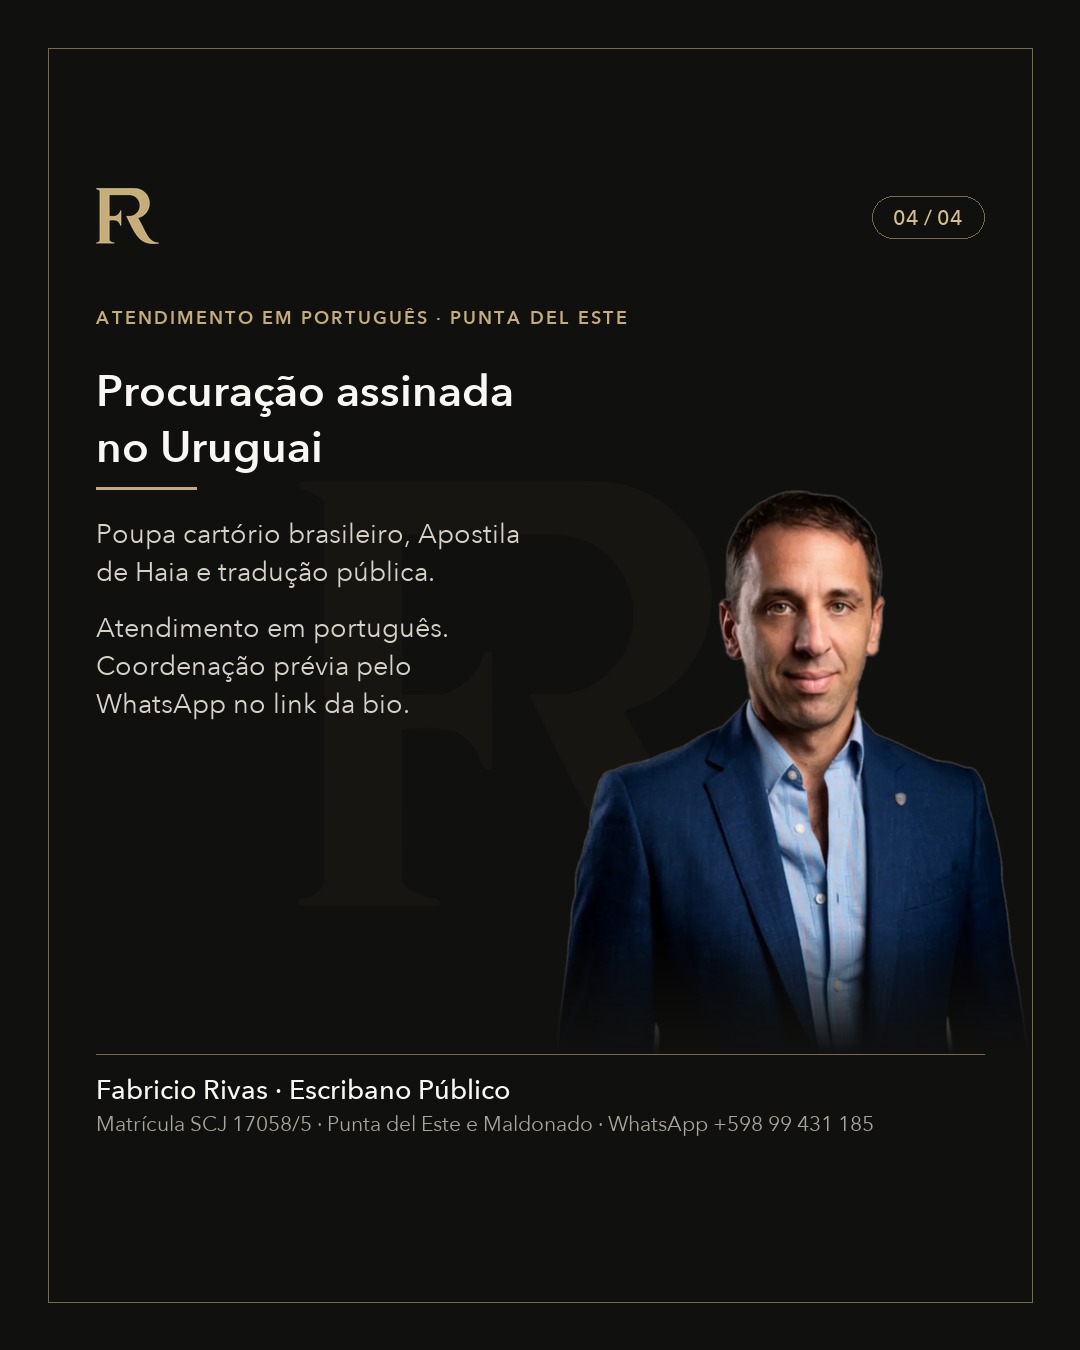 R
04 / 04
ATENDIMENTO EM PORTUGUÊS · PUNTA DEL ESTE
Procuração assinada
no Uruguai
Poupa cartório brasileiro, Apostila
de Haia e tradução pública.
Atendimento em português.
Coordenação prévia pelo
WhatsApp no link da bio.
Fabricio Rivas · Escribano Público
Matrícula SCJ 17058/5 · Punta del Este e Maldonado · WhatsApp +598 99 431 185